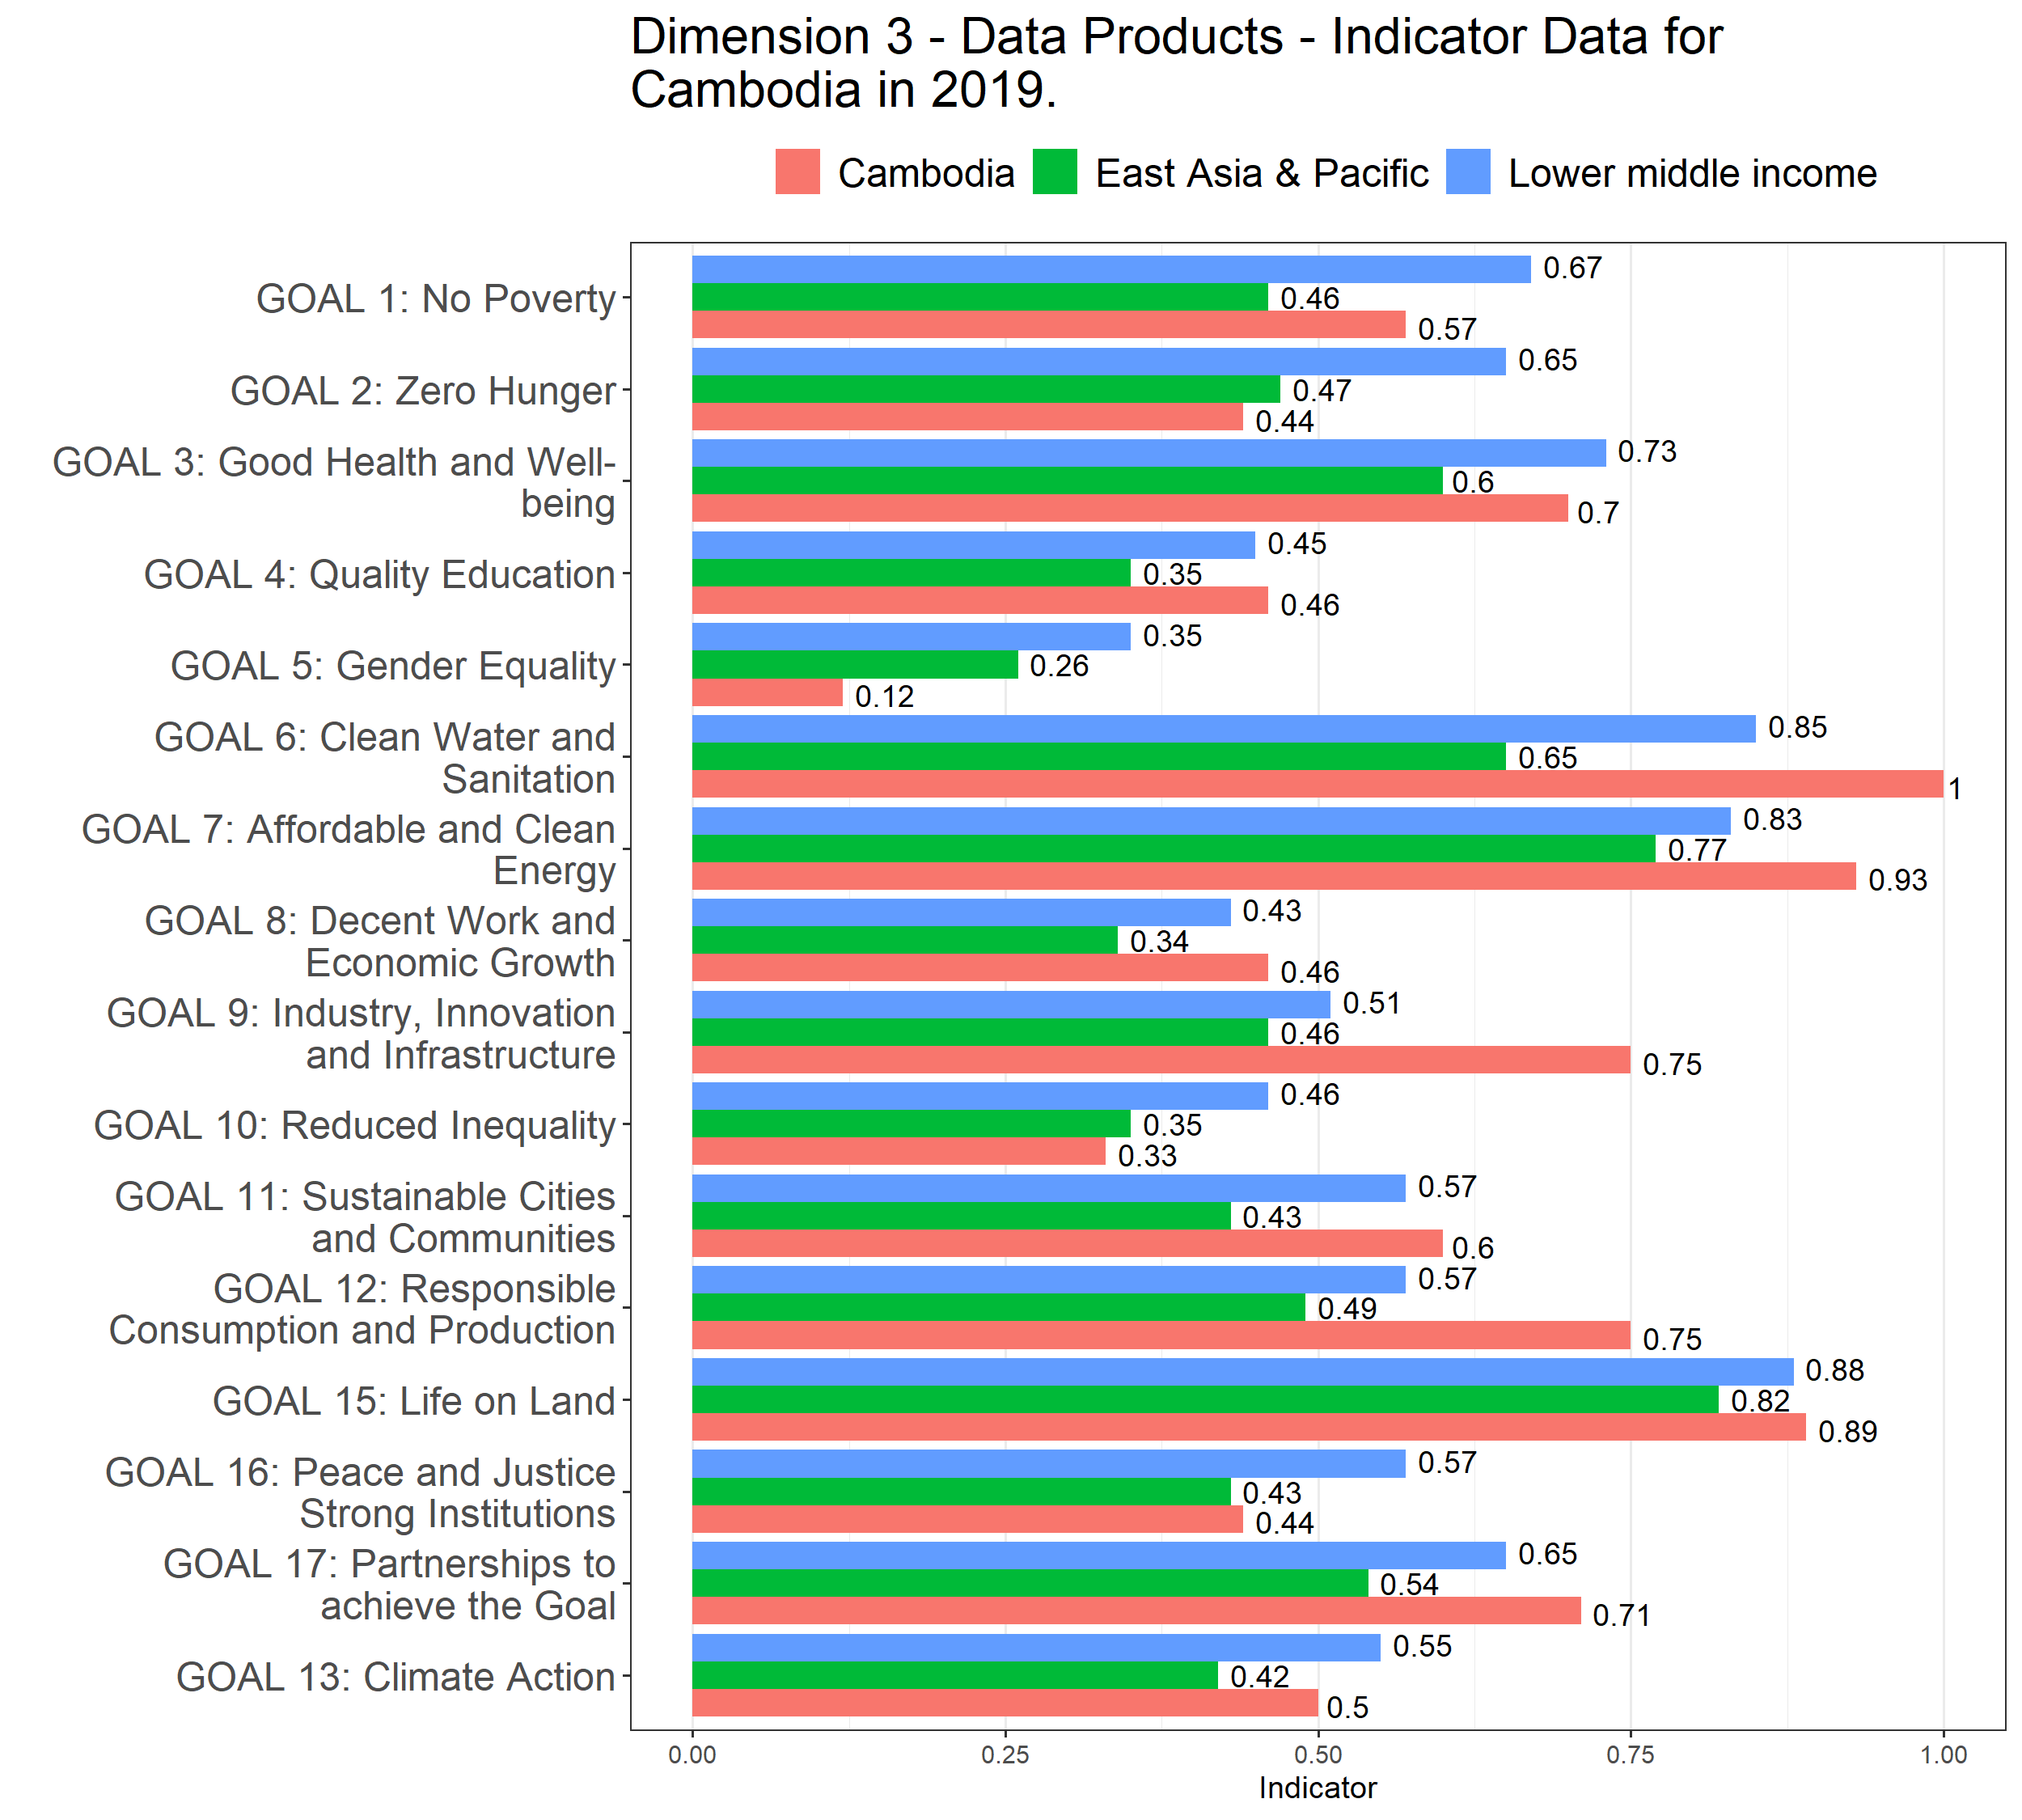 Dimension 3 - Data Products - Indicator Data for
Cambodia in 2019.
Cambodia
East Asia & Pacific
Lower middle income
GOAL 1: No Poverty
0.67
0.46
0.57
GOAL 2: Zero Hunger
0.65
0.47
0.44
GOAL 3: Good Health and Well-
being
0.73
0.6
0.7
GOAL 4: Quality Education
0.45
0.35
0.46
GOAL 5: Gender Equality
0.35
0.26
0.12
GOAL 6: Clean Water and
Sanitation
0.85
0.65
1
GOAL 7: Affordable and Clean
Energy
0.83
0.77
0.93
GOAL 8: Decent Work and
Economic Growth
0.43
0.34
0.46
GOAL 9: Industry, Innovation
and Infrastructure
0.51
0.46
0.75
GOAL 10: Reduced Inequality
0.46
0.35
0.33
GOAL 11: Sustainable Cities
and Communities
0.57
0.43
0.6
GOAL 12: Responsible
Consumption and Production
0.57
0.49
0.75
GOAL 15: Life on Land
0.88
0.82
0.89
GOAL 16: Peace and Justice
Strong Institutions
0.57
0.43
0.44
GOAL 17: Partnerships to
achieve the Goal
0.65
0.54
0.71
GOAL 13: Climate Action
0.55
0.42
0.5
0.00 0.25 0.50 0.75 1.00
Indicator